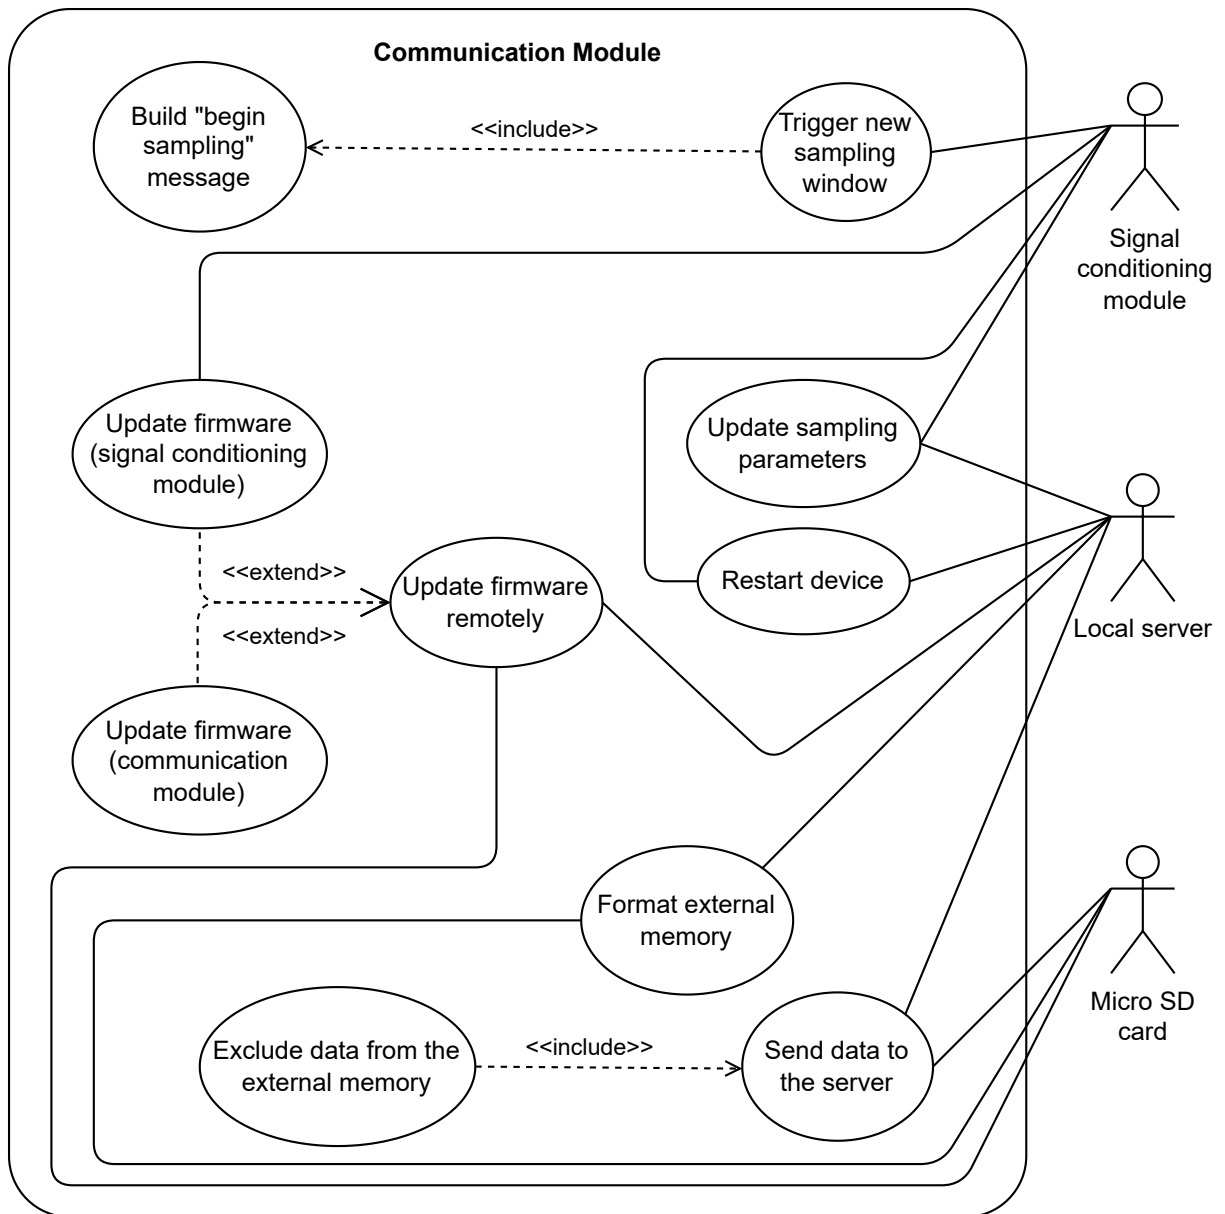 Communication Module
Build "begin
sampling"
message
<<include>>
Trigger new
sampling
window
Signal
conditioning
module
Update firmware
(signal conditioning
module)
Update sampling
parameters
<<extend>>
<<extend>>
Update firmware
remotely
Restart device
Local server
Update firmware
(communication
module)
Format external
memory
Micro SD
card
Exclude data from the
external memory
<<include>>
Send data to
the server